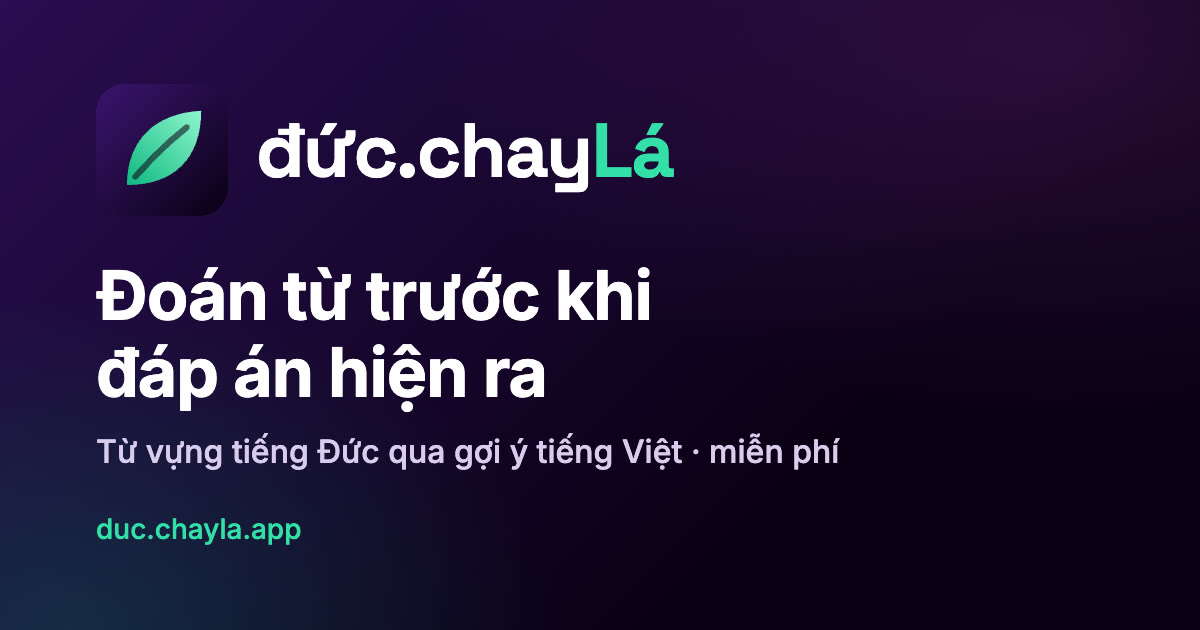 đức.chayLá
Đoán từ trước khi
đáp án hiện ra
Từ vựng tiếng Đức qua gợi ý tiếng Việt · miễn phí
duc.chayla.app